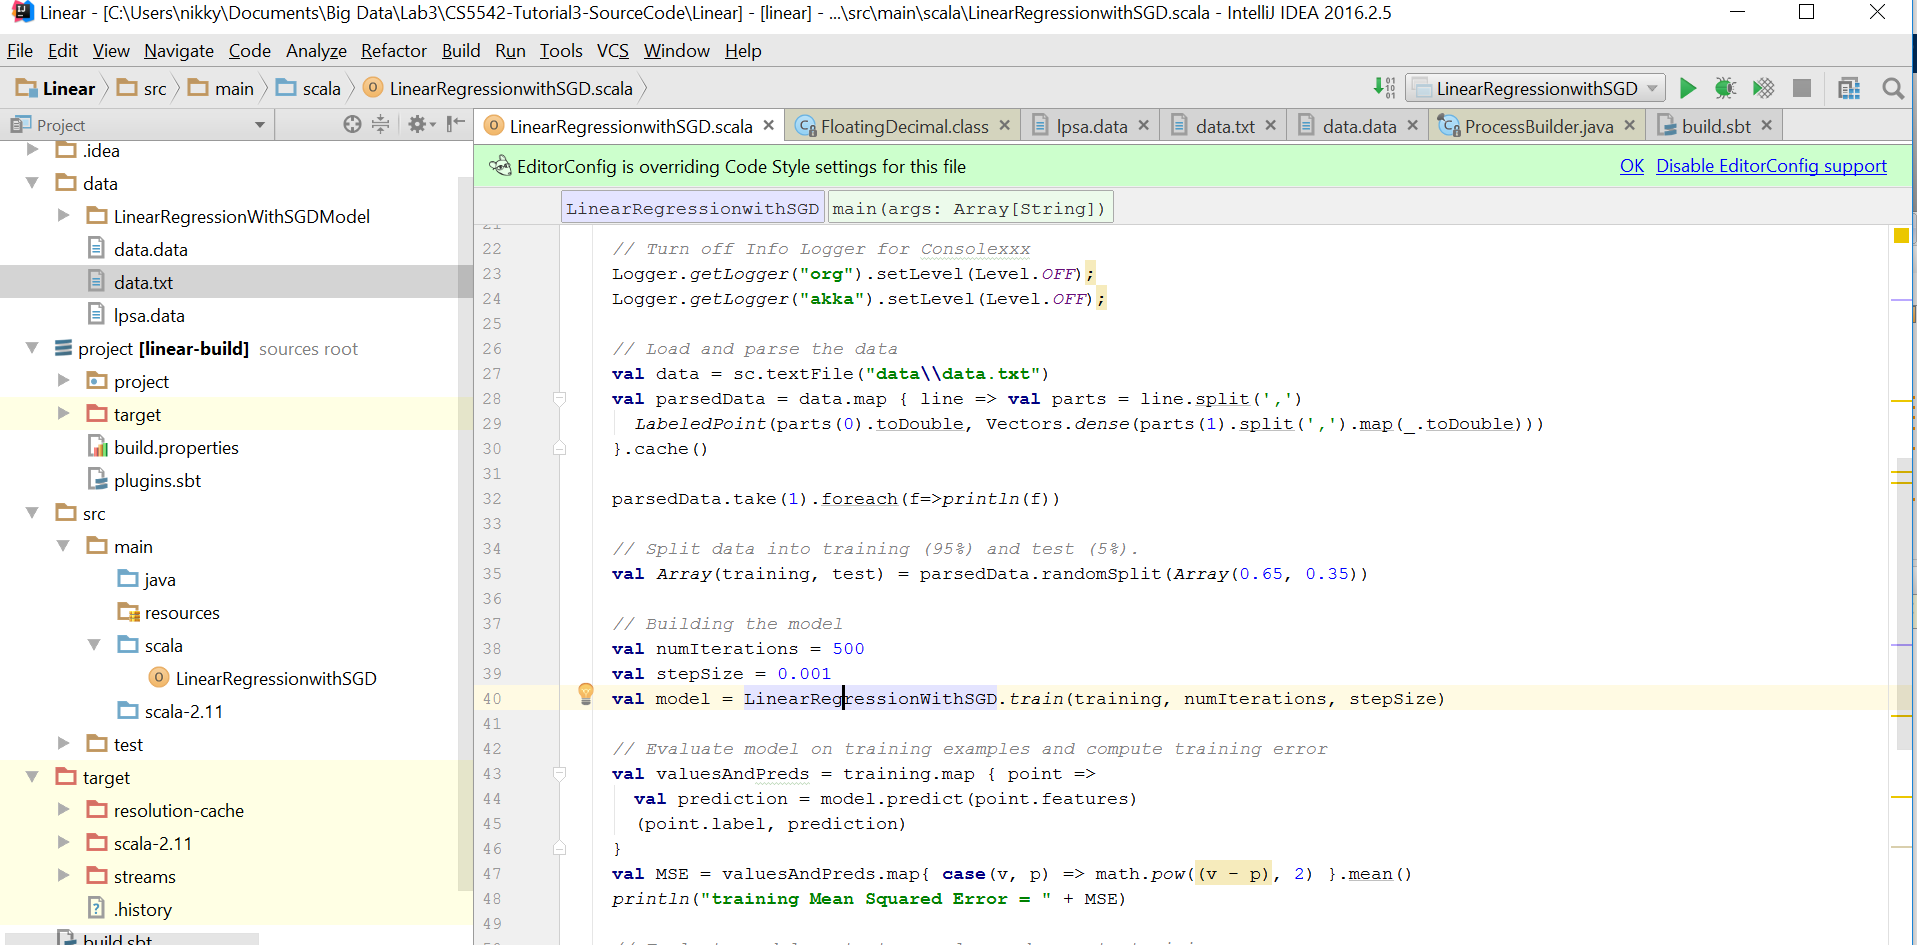 Linear - [C:\Users\nikky\Documents\Big Data\Lab3\CS5542-Tutorial3-SourceCode\Linear] - [linear] - ...\src\main\scala\LinearRegressionwithSGD.scala - IntelliJ IDEA 2016.2.5
File Edit View Navigate Code Analyze Refactor Build Run Tools VCS Window Help
Linear src main scala LinearRegressionwithSGD.scala LinearRegressionwithSGD
Project
LinearRegressionwithSGD.scala FloatingDecimal.class lpsa.data data.txt data.data ProcessBuilder.java build.sbt
EditorConfig is overriding Code Style settings for this file OK Disable EditorConfig support
LinearRegressionwithSGD main(args: Array[String])
.idea
data
LinearRegressionWithSGDModel
data.data
data.txt
lpsa.data
project [linear-build] sources root
project
target
build.properties
plugins.sbt
src
main
java
resources
scala
LinearRegressionwithSGD
scala-2.11
test
target
resolution-cache
scala-2.11
streams
.history
build.sbt
21
22 // Turn off Info Logger for Consolexxx
23 Logger.getLogger("org").setLevel(Level.OFF);
24 Logger.getLogger("akka").setLevel(Level.OFF);
25
26 // Load and parse the data
27 val data = sc.textFile("data\\data.txt")
28 val parsedData = data.map { line => val parts = line.split(',')
29 LabeledPoint(parts(0).toDouble, Vectors.dense(parts(1).split(',').map(_.toDouble)))
30 }.cache()
31
32 parsedData.take(1).foreach(f=>println(f))
33
34 // Split data into training (95%) and test (5%).
35 val Array(training, test) = parsedData.randomSplit(Array(0.65, 0.35))
36
37 // Building the model
38 val numIterations = 500
39 val stepSize = 0.001
40 val model = LinearRegressionWithSGD.train(training, numIterations, stepSize)
41
42 // Evaluate model on training examples and compute training error
43 val valuesAndPreds = training.map { point =>
44 val prediction = model.predict(point.features)
45 (point.label, prediction)
46 }
47 val MSE = valuesAndPreds.map{ case(v, p) => math.pow((v - p), 2) }.mean()
48 println("training Mean Squared Error = " + MSE)
49